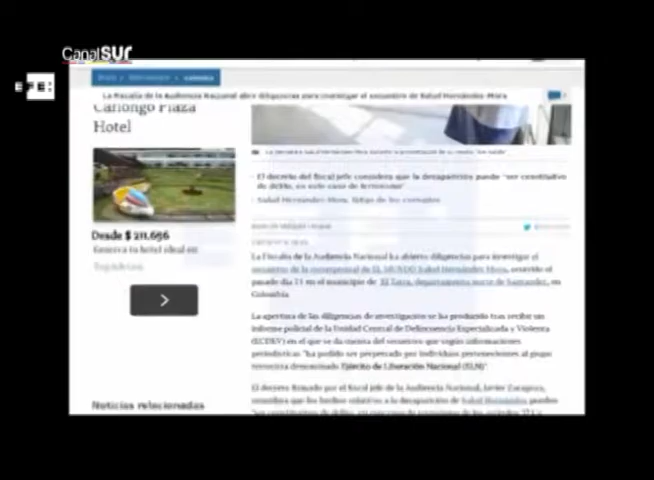 CanalSUR
EFE:
La Fiscalía de la Audiencia Nacional abre diligencias para investigar el secuestro de Salud Hernández-Mora
Cañongo Plaza
Hotel
El decreto del fiscal jefe considera que la desaparición puede "ser constitutivo
de delito, en este caso de terrorismo"
Salud Hernández-Mora, látigo de los corruptos
Desde $ 211.656
Reserva tu hotel ideal en
TripAdvisor
La Fiscalía de la Audiencia Nacional ha abierto diligencias para investigar el
secuestro de la corresponsal de EL MUNDO Salud Hernández Mora, ocurrido el
pasado día 21 en el municipio de El Tarra, departamento norte de Santander, en
Colombia.
La apertura de las diligencias de investigación se ha producido tras recibir un
informe policial de la Unidad Central de Delincuencia Especializada y Violenta
(UCDEV) en el que se da cuenta del secuestro que según informaciones
periodísticas "ha podido ser perpetrado por individuos pertenecientes al grupo
terrorista denominado Ejército de Liberación Nacional (ELN)"
El decreto firmado por el fiscal jefe de la Audiencia Nacional, Javier Zaragoza,
considera que los hechos relativos a la desaparición de Salud Hernández pueden
Noticias relacionadas